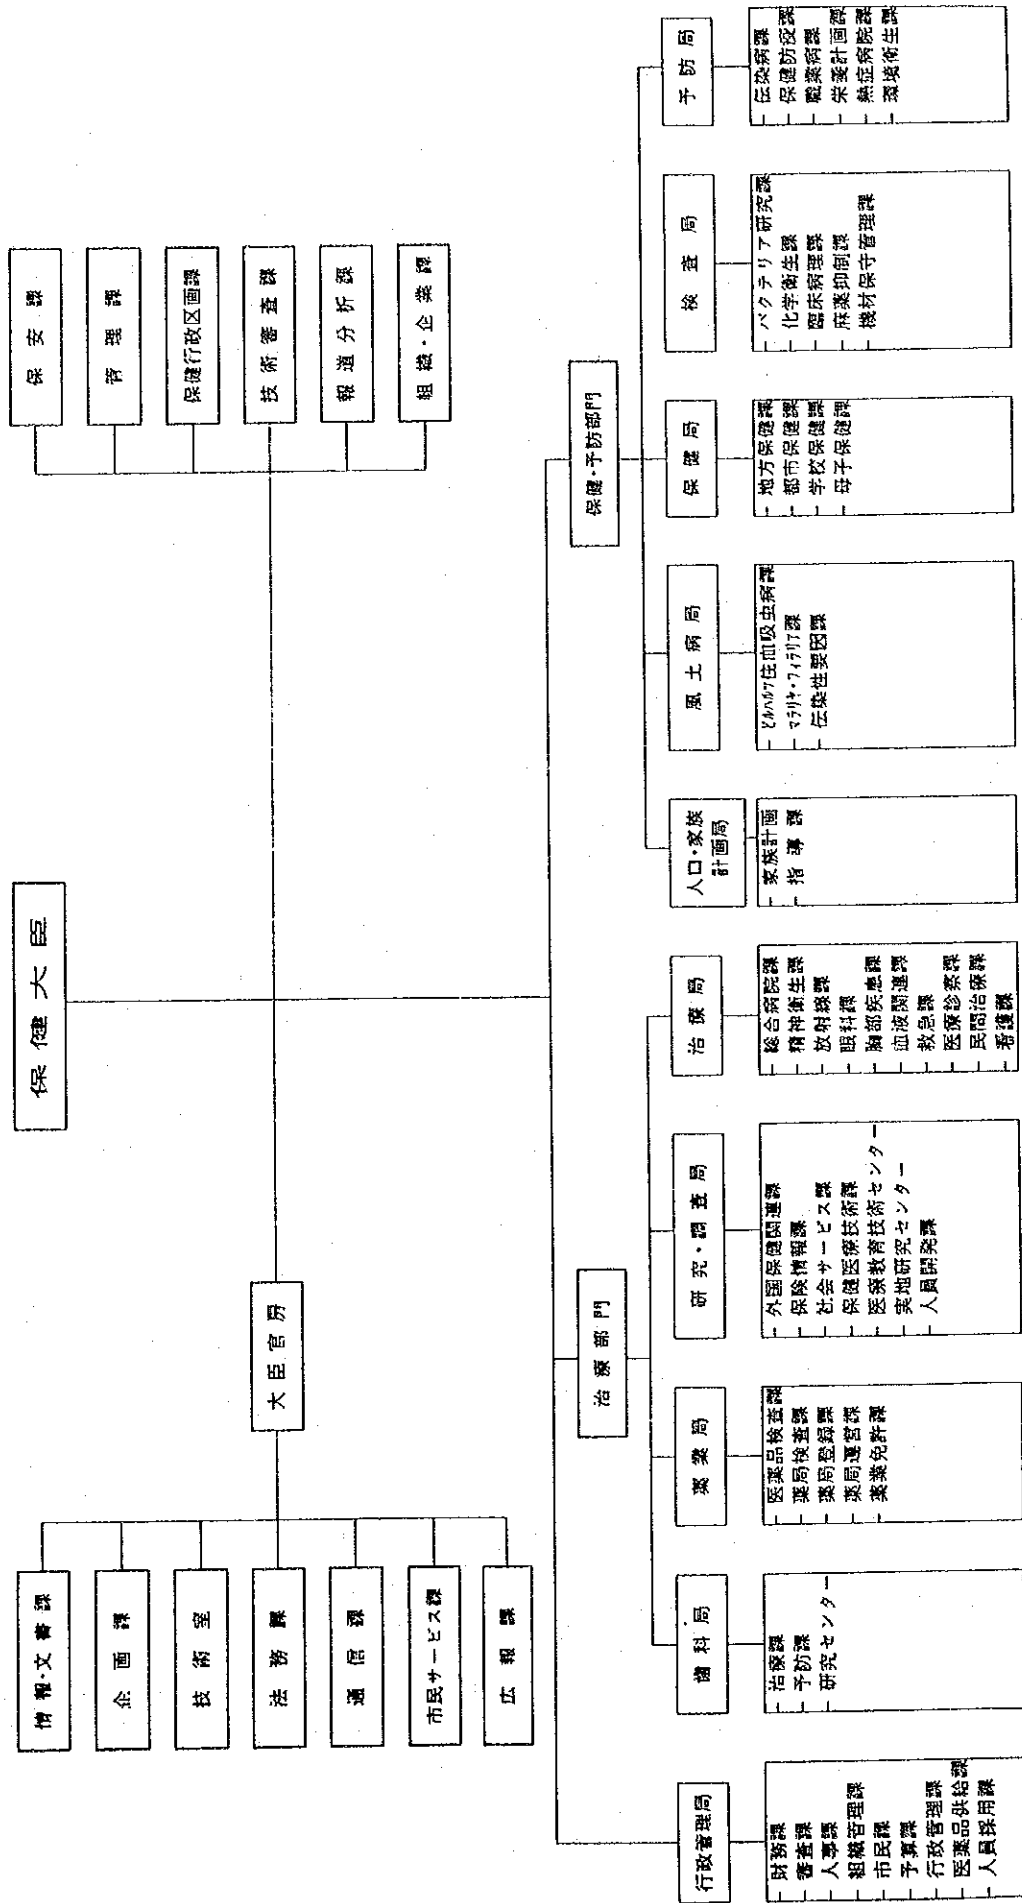 保健大臣
大臣官房
情報・文書課
企画課
技術室
法務課
通信課
市民サービス課
広報課
保安課
管理課
保健行政区画課
技術審査課
報道分析課
組織・企業課
治療部門
保健・予防部門
行政管理局
財務課
審査課
人事課
組織管理課
市民課
予算課
行政管理課
医薬品供給課
人員採用課
歯科局
治療課
予防課
研究センター
薬業局
医薬品検査課
薬局検査課
薬局登録課
薬局運営課
薬業免許課
研究・調査局
外国保健関連課
保険情報課
社会サービス課
保健医療技術課
医療教育技術センター
実地研究センター
人員開発課
治療局
総合病院課
精神衛生課
放射線課
眼科課
胸部疾患課
血液関連課
救急課
医療診察課
民間治療課
看護課
人口・家族
計画局
家族計画
指導課
風土病局
ビルハルツ住血吸虫病課
マラリヤ・フィラリア課
伝染性要因課
保健局
地方保健課
都市保健課
学校保健課
母子保健課
検査局
バクテリア研究課
化学衛生課
臨床病理課
麻薬抑制課
機材保守管理課
予防局
伝染病課
保健防疫課
職業病課
栄養計画課
熱症病院課
環境衛生課